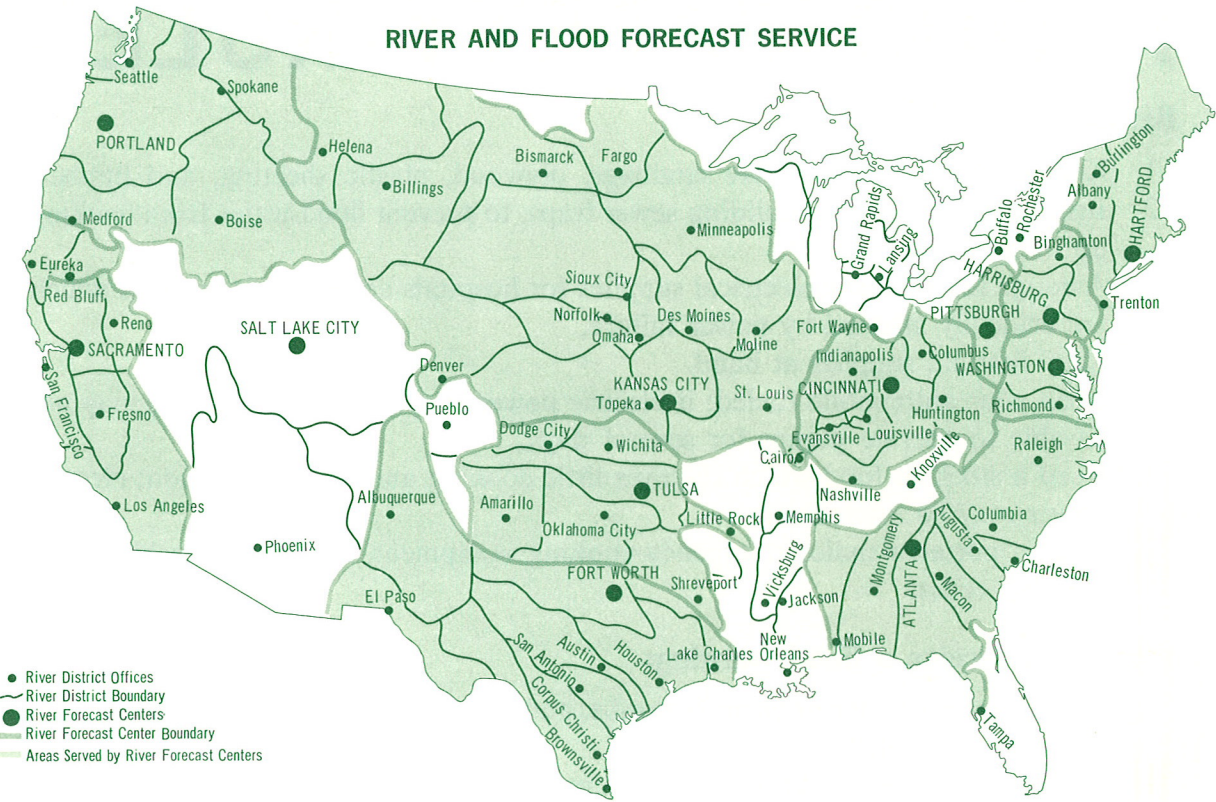 RIVER AND FLOOD FORECAST SERVICE
Seattle
Spokane
PORTLAND
Helena
Billings
Bismarck
Fargo
Burlington
Albany
HARTFORD
Medford
Boise
Minneapolis
Grand Rapids
Lansing
Buffalo
Rochester
Binghamton
HARRISBURG
Eureka
Red Bluff
Reno
SACRAMENTO
SALT LAKE CITY
Sioux City
Norfolk
Omaha
Des Moines
Moline
Fort Wayne
PITTSBURGH
Trenton
Indianapolis
Columbus
WASHINGTON
San Francisco
Fresno
Denver
Pueblo
KANSAS CITY
Topeka
St. Louis
CINCINNATI
Huntington
Richmond
Dodge City
Wichita
Evansville
Louisville
Raleigh
Cairo
Knoxville
Nashville
Los Angeles
Albuquerque
Amarillo
TULSA
Oklahoma City
Little Rock
Memphis
Columbia
Augusta
Phoenix
FORT WORTH
Shreveport
Vicksburg
Jackson
Montgomery
ATLANTA
Macon
Charleston
El Paso
New
Orleans
Mobile
Lake Charles
Austin
Houston
San Antonio
Corpus Christi
Brownsville
Tampa
River District Offices
River District Boundary
River Forecast Centers
River Forecast Center Boundary
Areas Served by River Forecast Centers